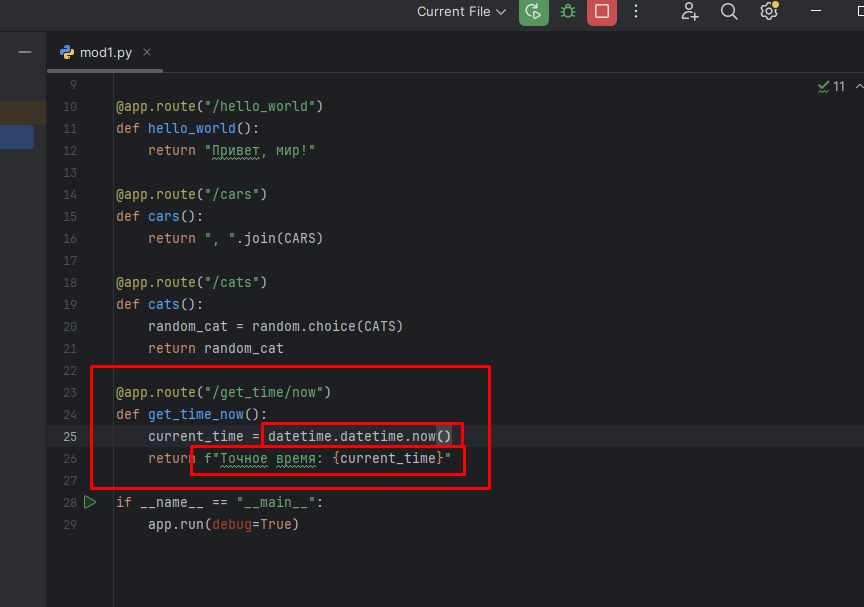 Current File
mod1.py
11
9
10 @app.route("/hello_world")
11 def hello_world():
12 return "Привет, мир!"
13
14 @app.route("/cars")
15 def cars():
16 return ", ".join(CARS)
17
18 @app.route("/cats")
19 def cats():
20 random_cat = random.choice(CATS)
21 return random_cat
22
23 @app.route("/get_time/now")
24 def get_time_now():
25 current_time = datetime.datetime.now()
26 return f"Точное время: {current_time}"
27
28 if __name__ == "__main__":
29 app.run(debug=True)